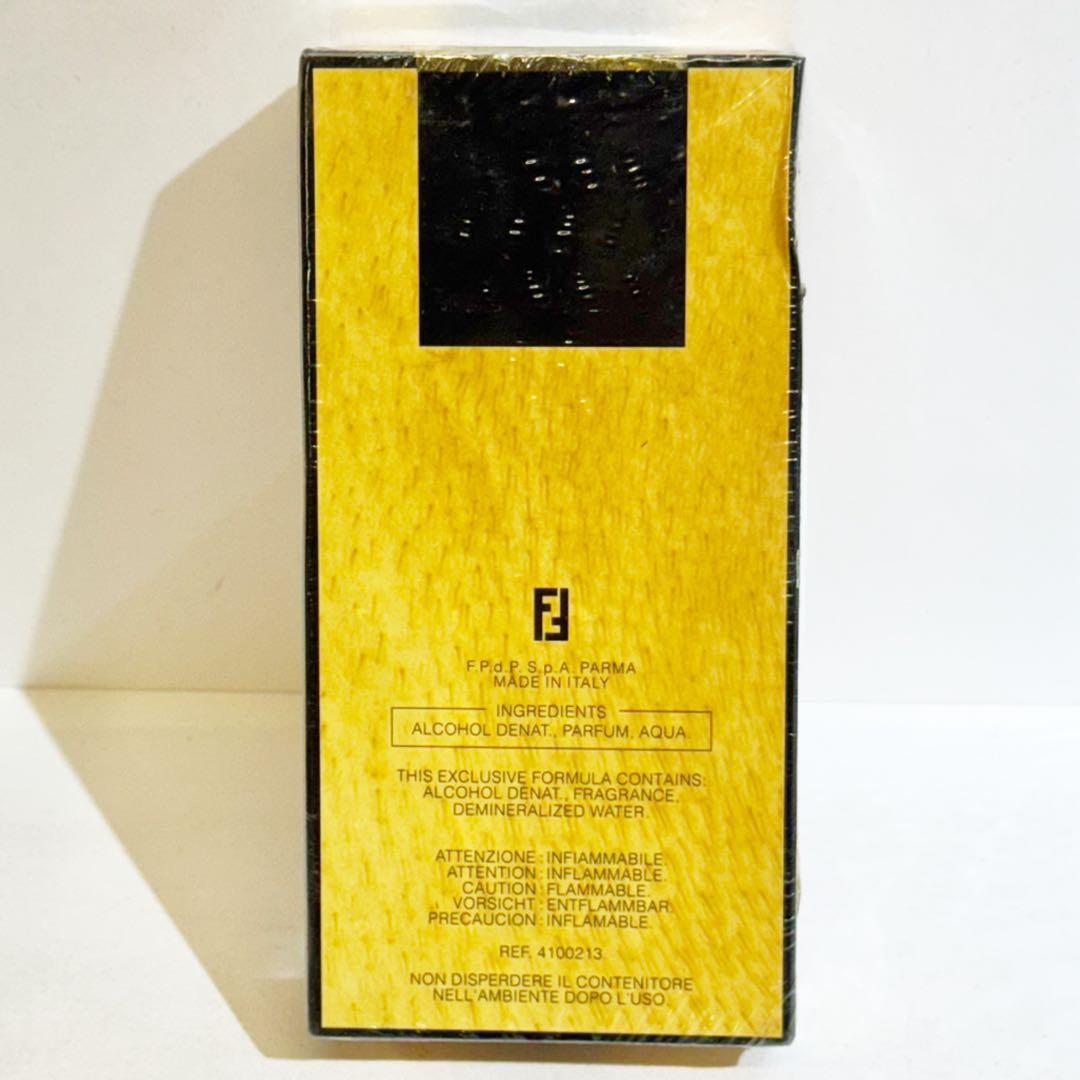 FF
F.P.d.P. S.p.A. PARMA
MADE IN ITALY
INGREDIENTS
ALCOHOL DENAT., PARFUM, AQUA.
THIS EXCLUSIVE FORMULA CONTAINS:
ALCOHOL DENAT., FRAGRANCE,
DEMINERALIZED WATER.
ATTENZIONE : INFIAMMABILE.
ATTENTION : INFLAMMABLE.
CAUTION : FLAMMABLE.
VORSICHT : ENTFLAMMBAR.
PRECAUCION : INFLAMABLE.
REF. 4100213
NON DISPERDERE IL CONTENITORE
NELL'AMBIENTE DOPO L'USO.